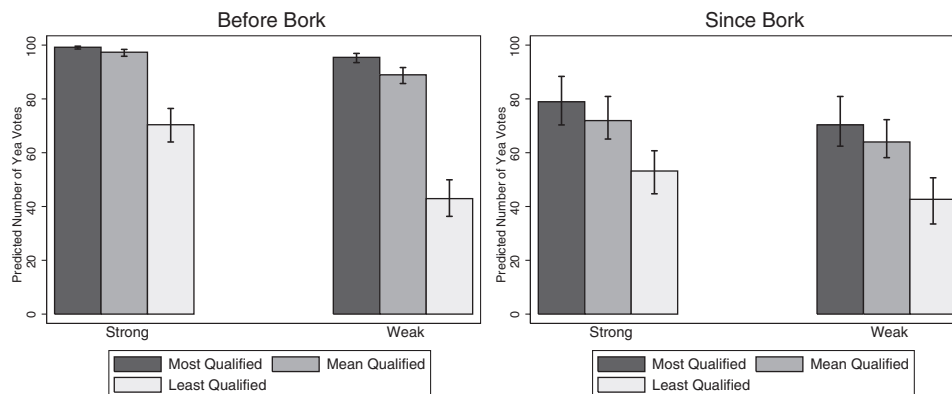 Before Bork
Predicted Number of Yea Votes
100
80
60
40
20
0
Strong
Weak
Most Qualified
Mean Qualified
Least Qualified
Since Bork
Predicted Number of Yea Votes
100
80
60
40
20
0
Strong
Weak
Most Qualified
Mean Qualified
Least Qualified